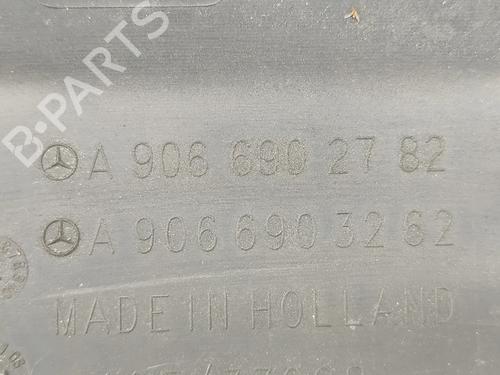 B-PARTS
A 906 690 27 82
A 906 690 32 62
MADE IN HOLLAND